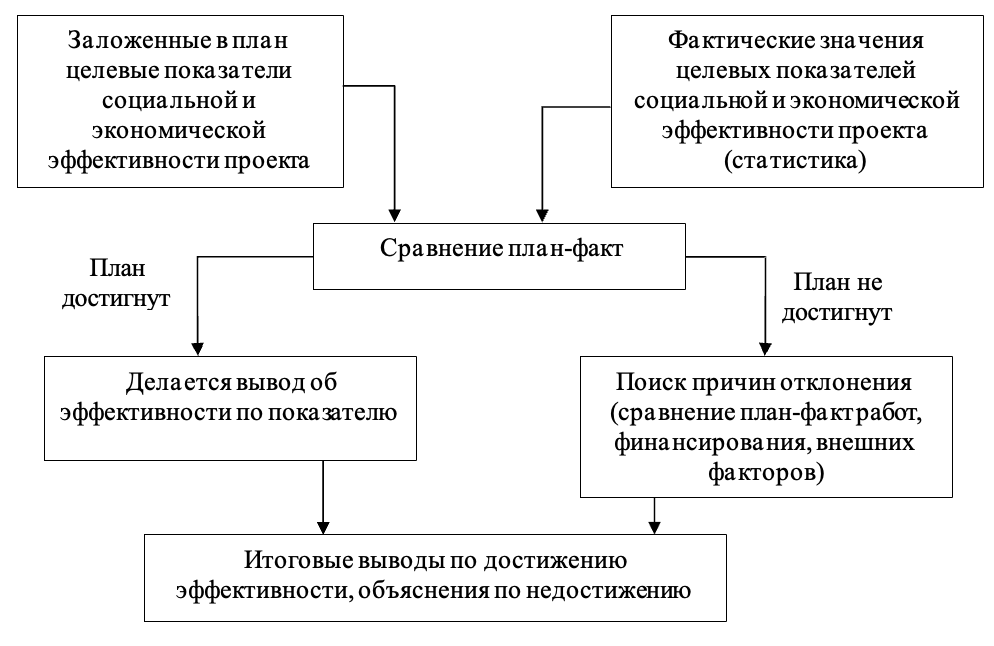 Заложенные в план
целевые показатели
социальной и
экономической
эффективности проекта
Фактические значения
целевых показателей
социальной и экономической
эффективности проекта
(статистика)
Сравнение план-факт
План
достигнут
План не
достигнут
Делается вывод об
эффективности по показателю
Поиск причин отклонения
(сравнение план-факт работ,
финансирования, внешних
факторов)
Итоговые выводы по достижению
эффективности, объяснения по недостижению